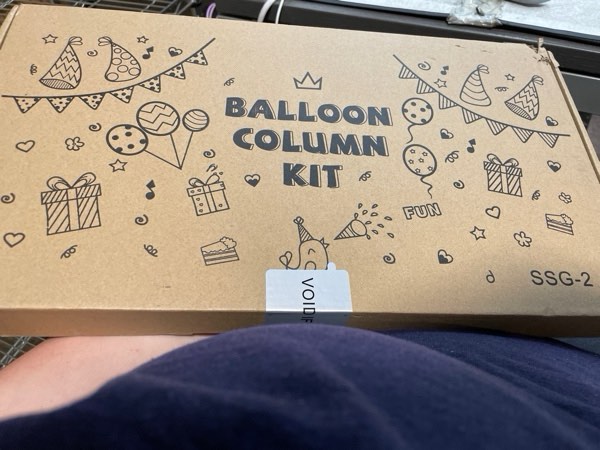 BALLOON
COLUMN
KIT
FUN
SSG-2
VOID